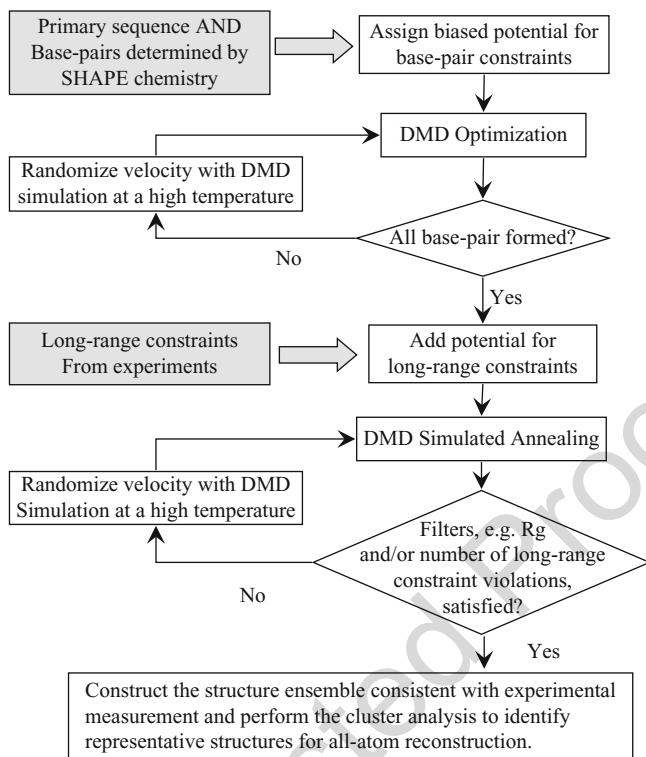 Primary sequence AND
Base-pairs determined by
SHAPE chemistry
Assign biased potential for
base-pair constraints
DMD Optimization
Randomize velocity with DMD
simulation at a high temperature
All base-pair formed?
No
Yes
Long-range constraints
From experiments
Add potential for
long-range constraints
DMD Simulated Annealing
Randomize velocity with DMD
Simulation at a high temperature
Filters, e.g. Rg
and/or number of long-range
constraint violations,
satisfied?
No
Yes
Construct the structure ensemble consistent with experimental
measurement and perform the cluster analysis to identify
representative structures for all-atom reconstruction.